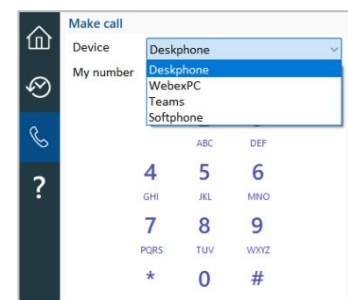 Make call
Device Deskphone
My number Deskphone
WebexPC
Teams
Softphone
ABC DEF
4 5 6
GHI JKL MNO
7 8 9
PQRS TUV WXYZ
* 0 #
?